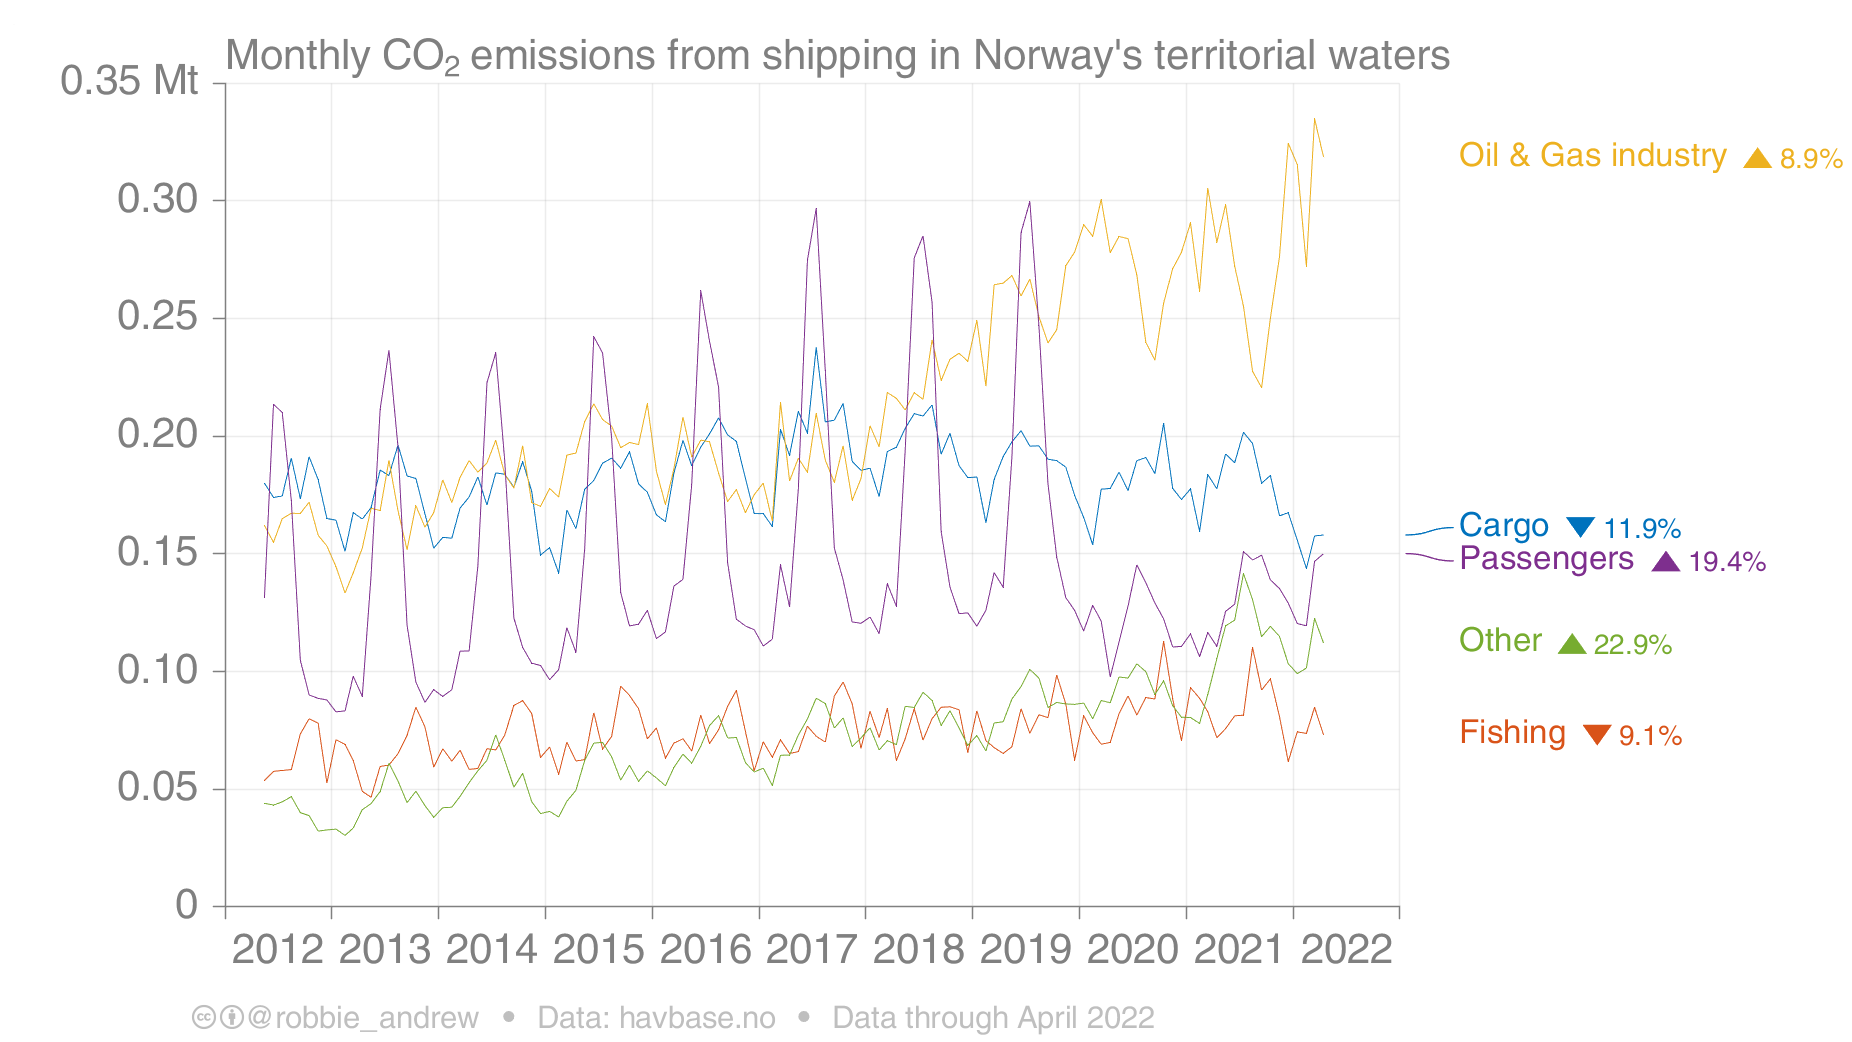 Monthly CO₂ emissions from shipping in Norway's territorial waters
0.35 Mt
0.30
0.25
0.20
0.15
0.10
0.05
0
2012 2013 2014 2015 2016 2017 2018 2019 2020 2021 2022
Oil & Gas industry ▲ 8.9%
Cargo ▼ 11.9%
Passengers ▲ 19.4%
Other ▲ 22.9%
Fishing ▼ 9.1%
cc @robbie_andrew • Data: havbase.no • Data through April 2022